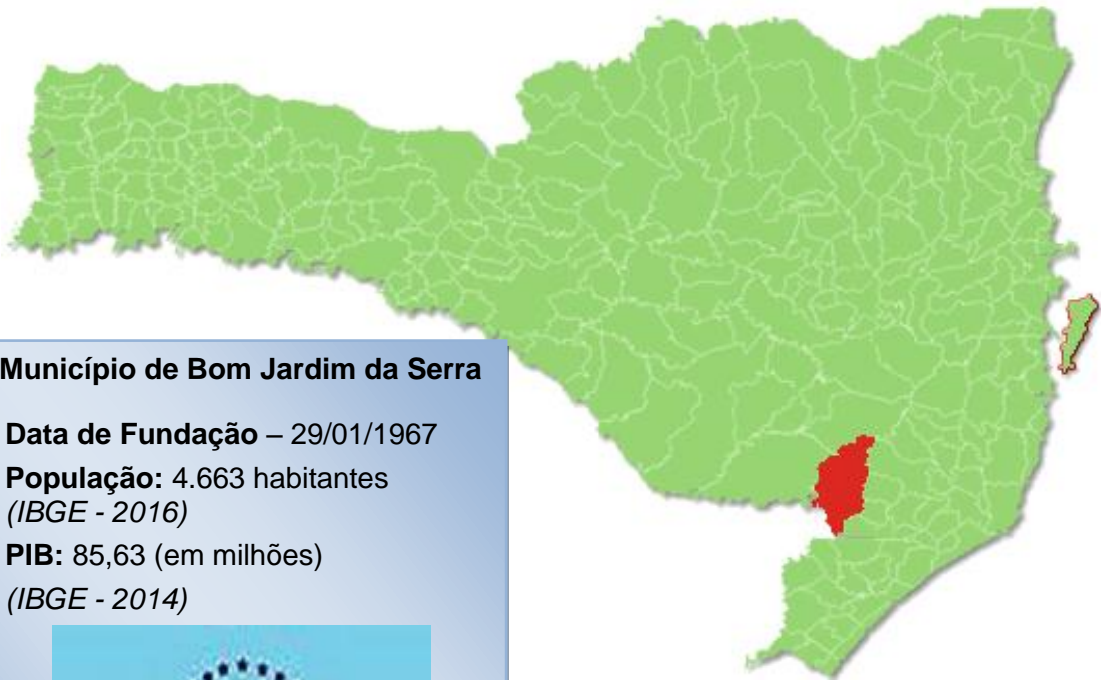 Município de Bom Jardim da Serra
Data de Fundação – 29/01/1967
População: 4.663 habitantes
(IBGE - 2016)
PIB: 85,63 (em milhões)
(IBGE - 2014)